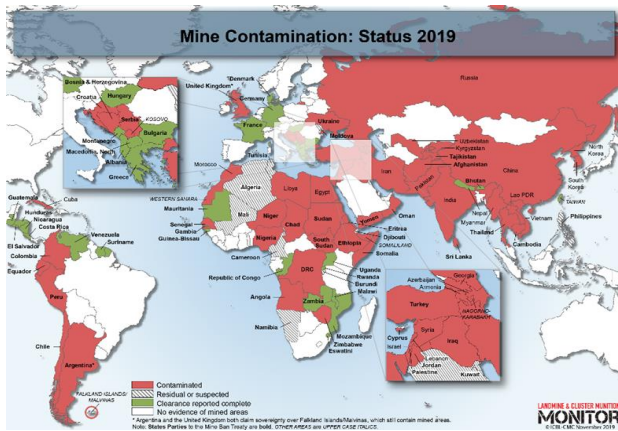 Mine Contamination: Status 2019
Bosnia & Herzegovina
Hungary
Croatia
Serbia
KOSOVO
Montenegro
Bulgaria
Macedonia, North
Albania
Greece
*Denmark
United Kingdom*
Germany
France
Ukraine
Moldova
Russia
Tunisia
Morocco
Algeria
Libya
Egypt
WESTERN SAHARA
Mauritania
Mali
Niger
Chad
Sudan
Senegal
Gambia
Guinea-Bissau
Nigeria
South
Sudan
Ethiopia
Yemen
Oman
Eritrea
Djibouti
SOMALILAND
Somalia
Cameroon
Republic of Congo
DRC
Uganda
Rwanda
Burundi
Malawi
Angola
Zambia
Namibia
Mozambique
Zimbabwe
Eswatini
Iran
Uzbekistan
Kyrgyzstan
Tajikistan
Afghanistan
Pakistan
China
Bhutan
India
Nepal
Myanmar
Thailand
Lao PDR
Vietnam
Cambodia
Sri Lanka
North
Korea
South
Korea
TAIWAN
Philippines
Guatemala
Cuba
Honduras
Nicaragua
Costa Rica
El Salvador
Venezuela
Suriname
Colombia
Ecuador
Peru
Chile
Argentina*
FALKLAND ISLANDS/
MALVINAS
Azerbaijan
Georgia
Armenia
NAGORNO-
KARABAKH
Turkey
Cyprus
Syria
Israel
Iraq
Lebanon
Jordan
Palestine
Kuwait
Contaminated
Residual or suspected
Clearance reported complete
No evidence of mined areas
* Argentina and the United Kingdom both claim sovereignty over Falkland Islands/Malvinas, which still contain mined areas.
Note: States Parties to the Mine Ban Treaty are bold. OTHER AREAS are UPPER CASE ITALICS.
LANDMINE & CLUSTER MUNITION
MONITOR
© ICBL-CMC November 2019